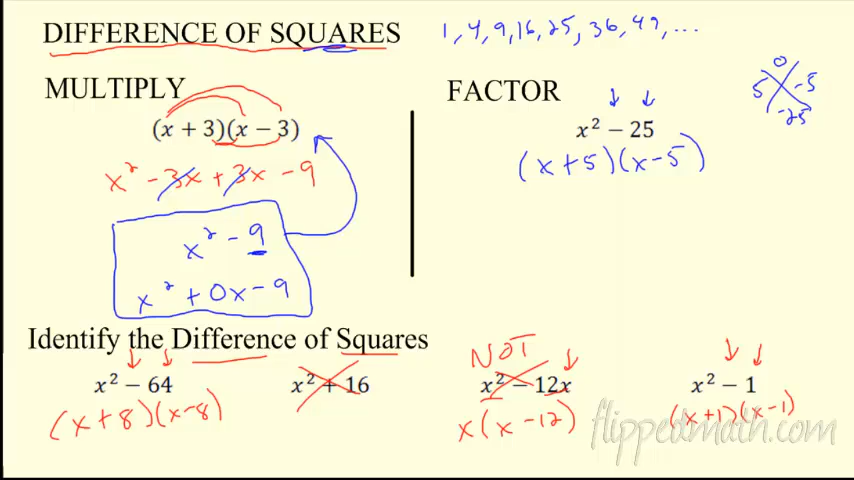 DIFFERENCE OF SQUARES
1, 4, 9, 16, 25, 36, 49, ...
MULTIPLY
(x + 3)(x − 3)
x² − 3x + 3x − 9
x² − 9
x² + 0x − 9
FACTOR
x² − 25
(x + 5)(x − 5)
0
5 −5
−25
Identify the Difference of Squares
x² − 64
(x + 8)(x − 8)
x² + 16
NOT
x² − 12x
x(x − 12)
x² − 1
(x + 1)(x − 1)
flippedmath.com